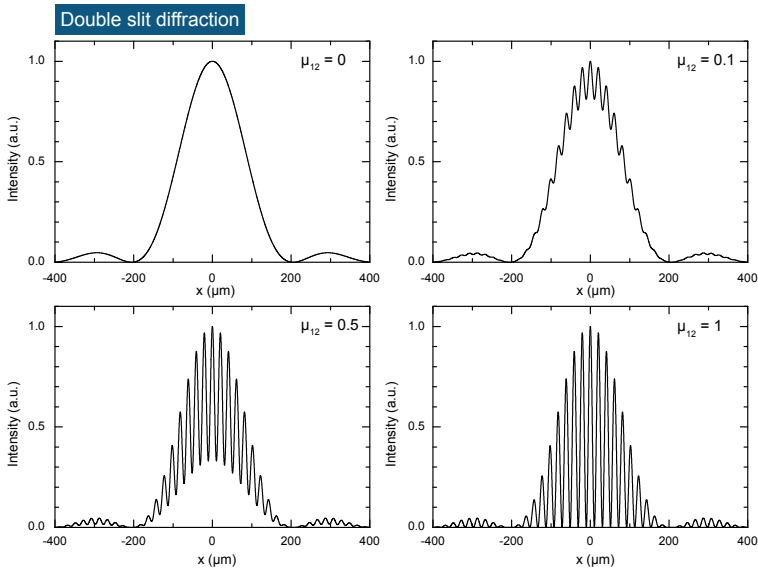 Double slit diffraction
μ12 = 0
1.0
0.5
0.0
Intensity (a.u.)
-400 -200 0 200 400
x (μm)
μ12 = 0.1
1.0
0.5
0.0
Intensity (a.u.)
-400 -200 0 200 400
x (μm)
μ12 = 0.5
1.0
0.5
0.0
Intensity (a.u.)
-400 -200 0 200 400
x (μm)
μ12 = 1
1.0
0.5
0.0
Intensity (a.u.)
-400 -200 0 200 400
x (μm)